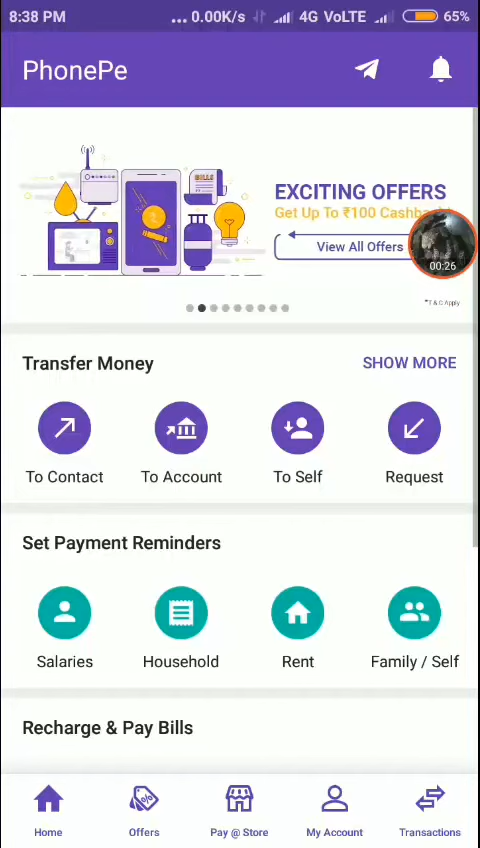 8:38 PM ... 0.00K/s 4G VoLTE 65%
PhonePe
BILLS
EXCITING OFFERS
Get Up To ₹100
View All Offers
00:26
*T & C Apply
Transfer Money SHOW MORE
To Contact To Account To Self Request
Set Payment Reminders
Salaries Household Rent Family / Self
Recharge & Pay Bills
Home Offers Pay @ Store My Account Transactions